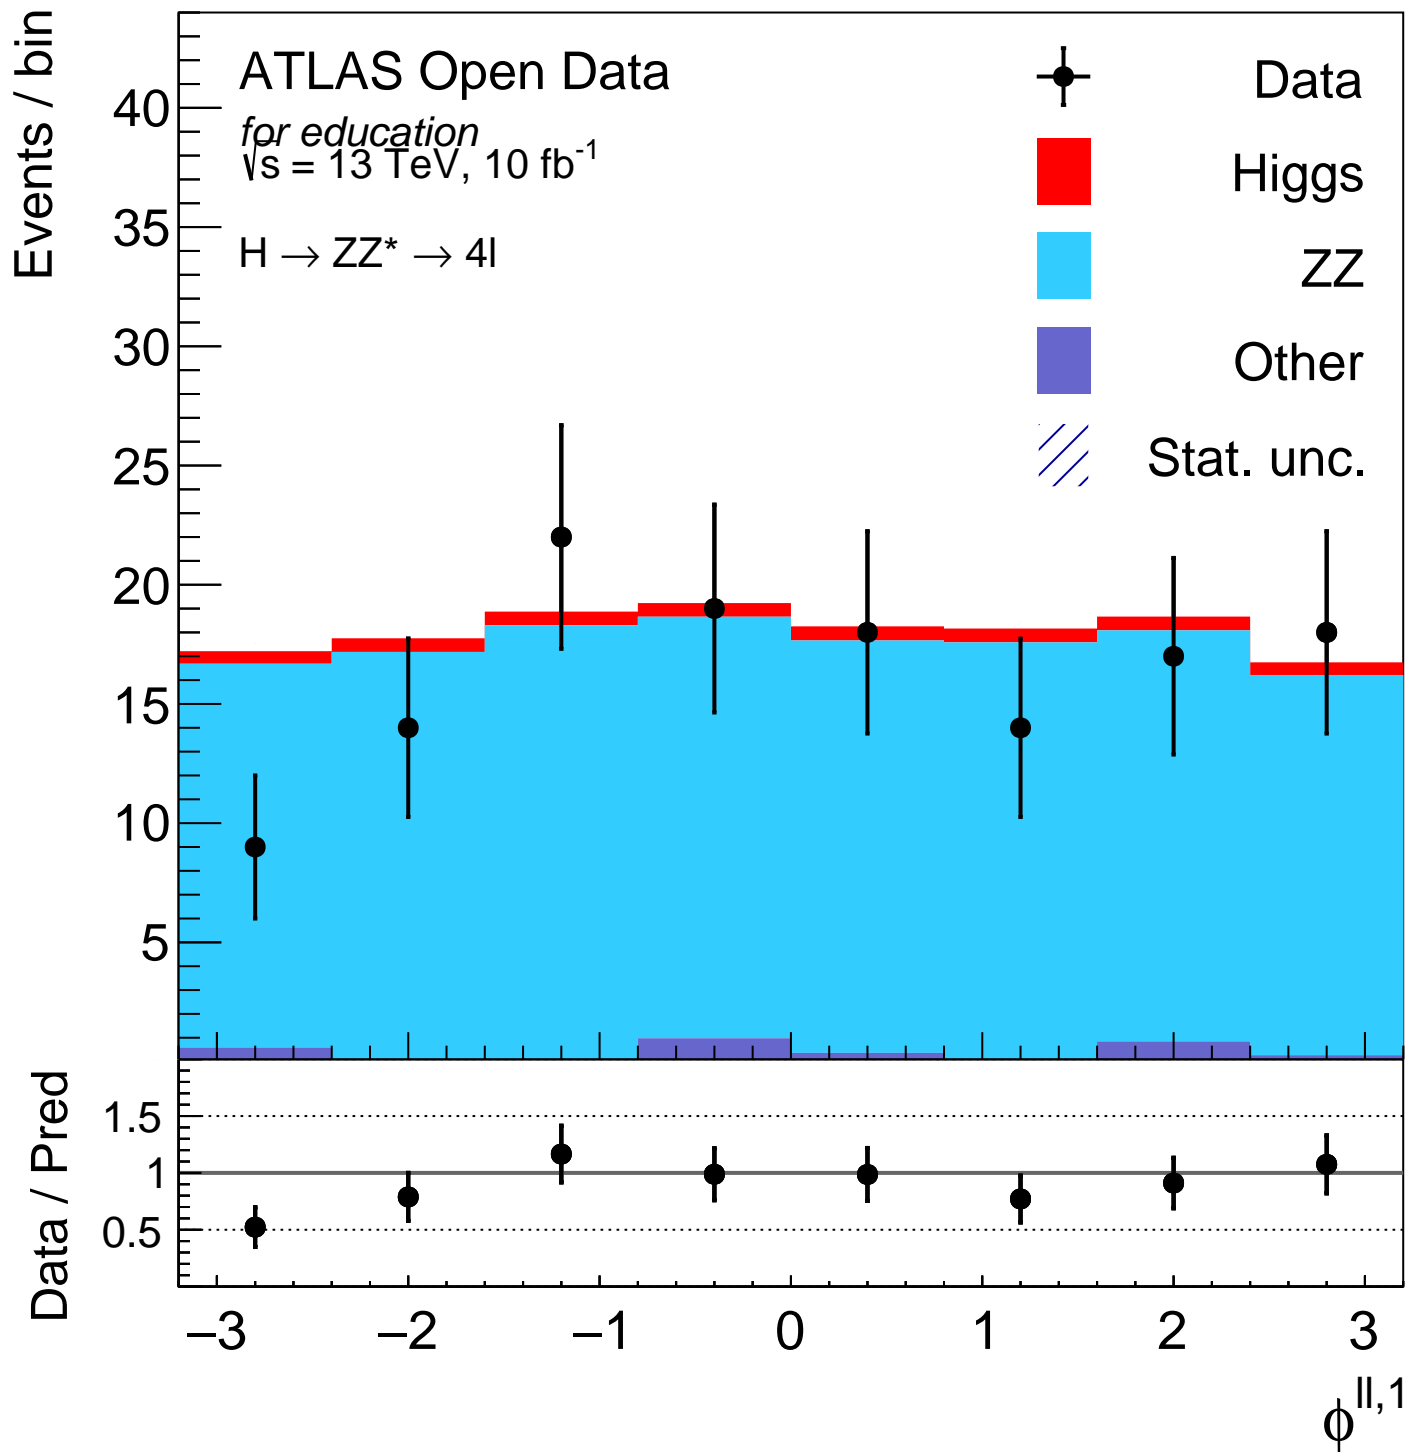 Events / bin
ATLAS Open Data
for education
√s = 13 TeV, 10 fb⁻¹
H → ZZ* → 4l
Data
Higgs
ZZ
Other
Stat. unc.
40
35
30
25
20
15
10
5
Data / Pred
1.5
1
0.5
−3 −2 −1 0 1 2 3
ϕ^ll,1